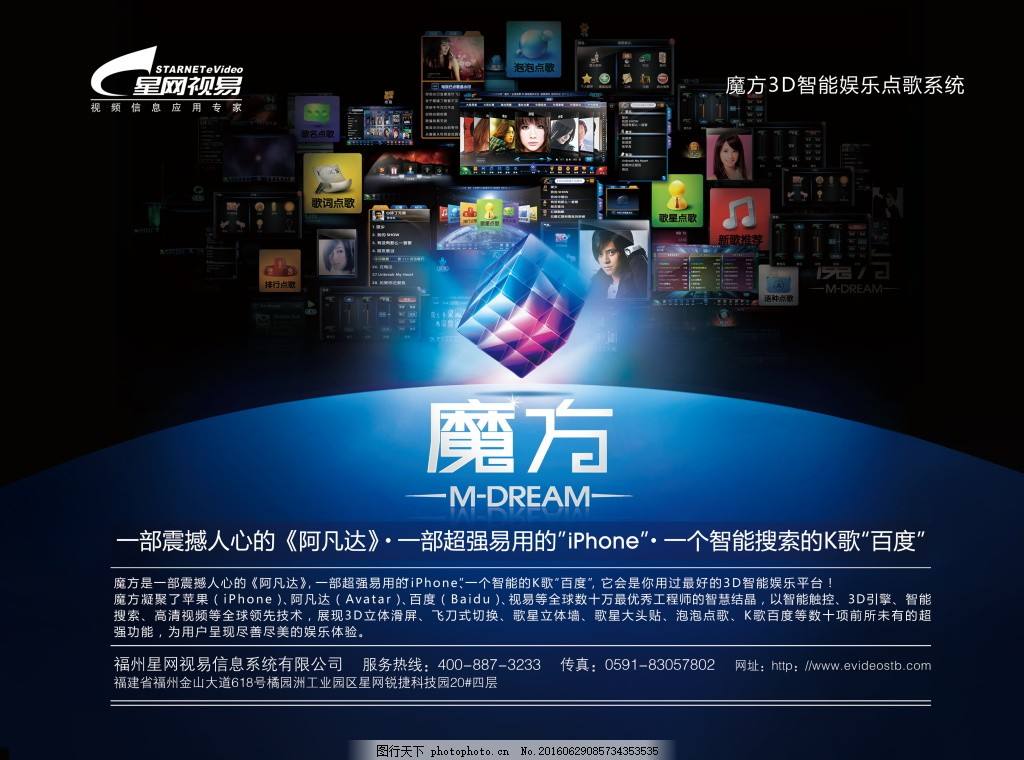 STARNETeVideo
星网视易
视频信息应用专家
魔方3D智能娱乐点歌系统
泡泡点歌
歌名点歌
歌词点歌
歌星点歌
新歌推荐
排行点歌
语种点歌
魔方
M-DREAM
魔方
M-DREAM
一部震撼人心的《阿凡达》·一部超强易用的"iPhone"·一个智能搜索的K歌"百度"
魔方是一部震撼人心的《阿凡达》,一部超强易用的"iPhone",一个智能的K歌"百度",它会是你用过最好的3D智能娱乐平台!
魔方凝聚了苹果(iPhone)、阿凡达(Avatar)、百度(Baidu)、视易等全球数十万最优秀工程师的智慧结晶,以智能触控、3D引擎、智能
搜索、高清视频等全球领先技术,展现3D立体滑屏、飞刀式切换、歌星立体墙、歌星大头贴、泡泡点歌、K歌百度等数十项前所未有的超
强功能,为用户呈现尽善尽美的娱乐体验。
福州星网视易信息系统有限公司 服务热线:400-887-3233 传真:0591-83057802 网址:http://www.evideostb.com
福建省福州金山大道618号橘园洲工业园区星网锐捷科技园20#四层
图行天下 photophoto.cn No.20160629085734353535